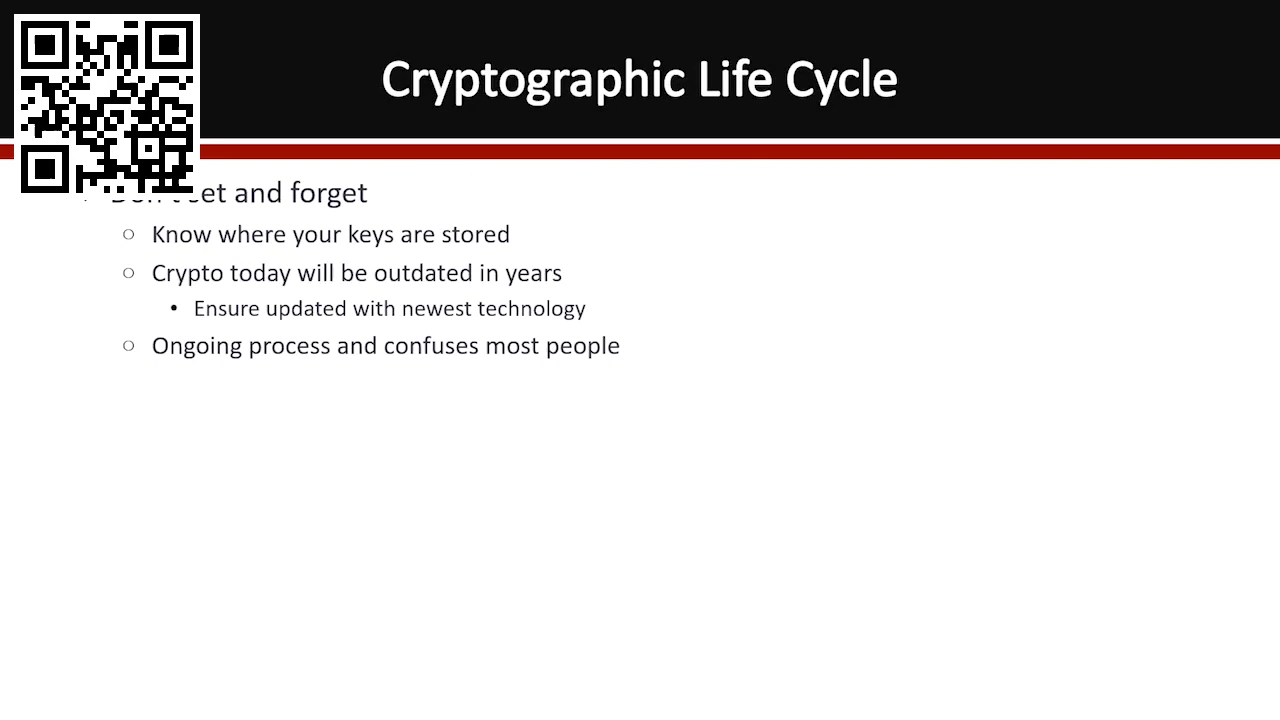 Cryptographic Life Cycle
Don't set and forget
○ Know where your keys are stored
○ Crypto today will be outdated in years
• Ensure updated with newest technology
○ Ongoing process and confuses most people